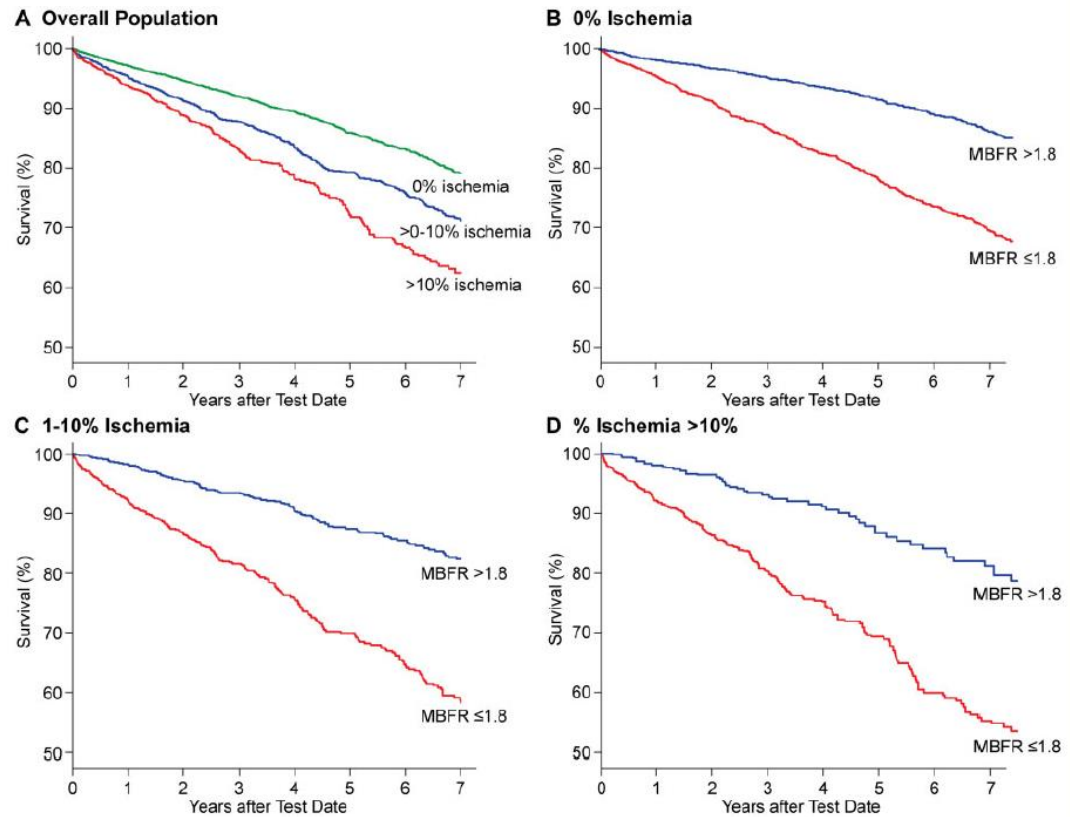 A Overall Population
100
90
80
70
60
50
Survival (%)
0% ischemia
>0-10% ischemia
>10% ischemia
0 1 2 3 4 5 6 7
Years after Test Date
B 0% Ischemia
100
90
80
70
60
50
Survival (%)
MBFR >1.8
MBFR ≤1.8
0 1 2 3 4 5 6 7
Years after Test Date
C 1-10% Ischemia
100
90
80
70
60
50
Survival (%)
MBFR >1.8
MBFR ≤1.8
0 1 2 3 4 5 6 7
Years after Test Date
D % Ischemia >10%
100
90
80
70
60
50
Survival (%)
MBFR >1.8
MBFR ≤1.8
0 1 2 3 4 5 6 7
Years after Test Date